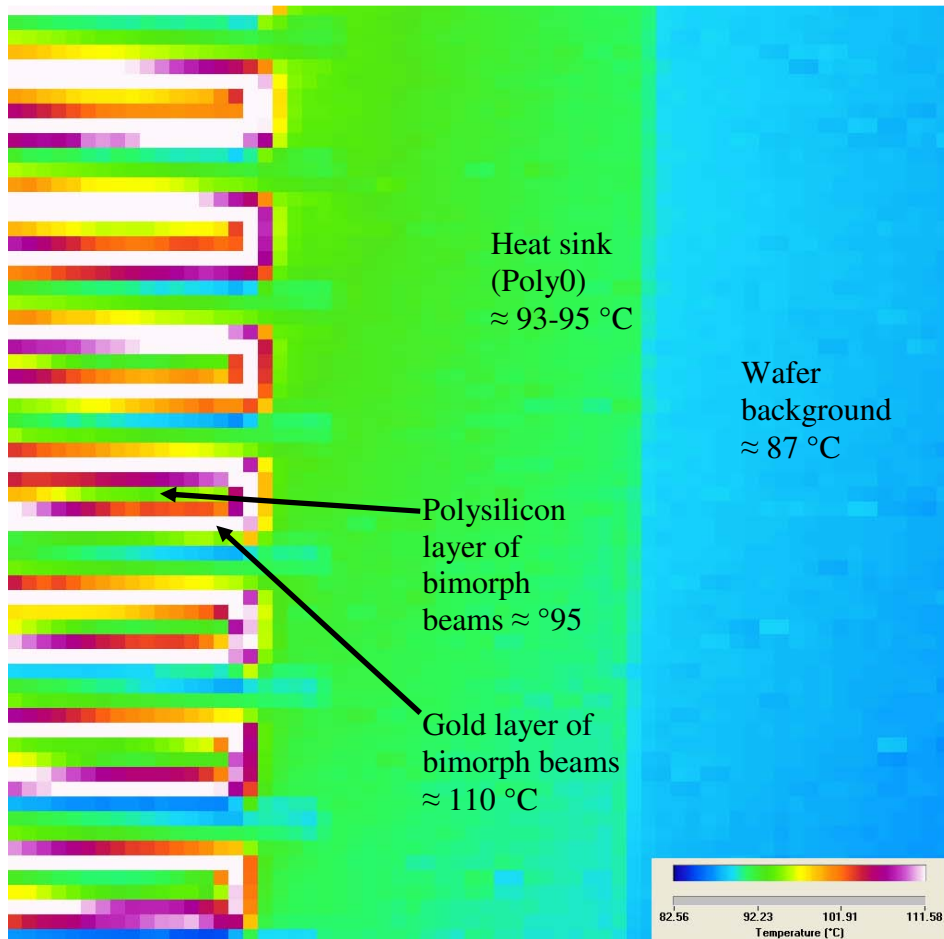 Heat sink
(Poly0)
≈ 93-95 °C
Wafer
background
≈ 87 °C
Polysilicon
layer of
bimorph
beams ≈ °95
Gold layer of
bimorph beams
≈ 110 °C
82.56 92.23 101.91 111.58
Temperature (°C)